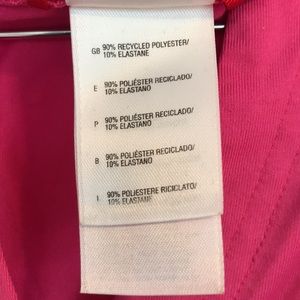 GB 90% RECYCLED POLYESTER/
10% ELASTANE
E 90% POLIÉSTER RECICLADO/
10% ELASTANO
P 90% POLIÉSTER RECICLADO/
10% ELASTANO
B 90% POLIÉSTER RECICLADO/
10% ELASTANO
I 90% POLIESTERE RICICLATO/
10% ELASTANE